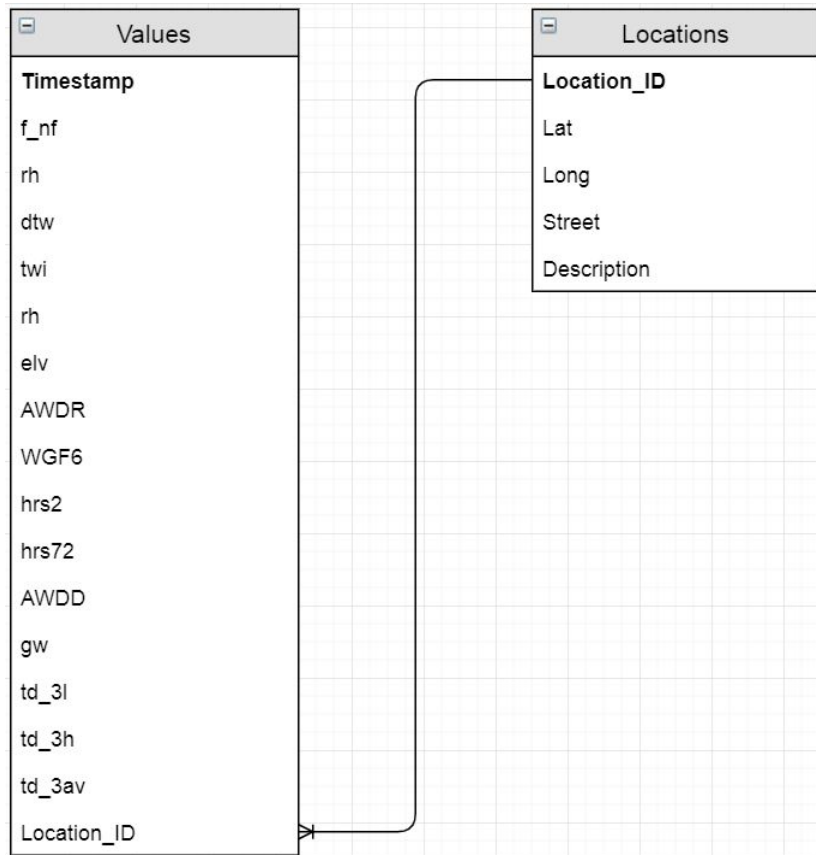 Values
Timestamp
f_nf
rh
dtw
twi
rh
elv
AWDR
WGF6
hrs2
hrs72
AWDD
gw
td_3l
td_3h
td_3av
Location_ID
Locations
Location_ID
Lat
Long
Street
Description